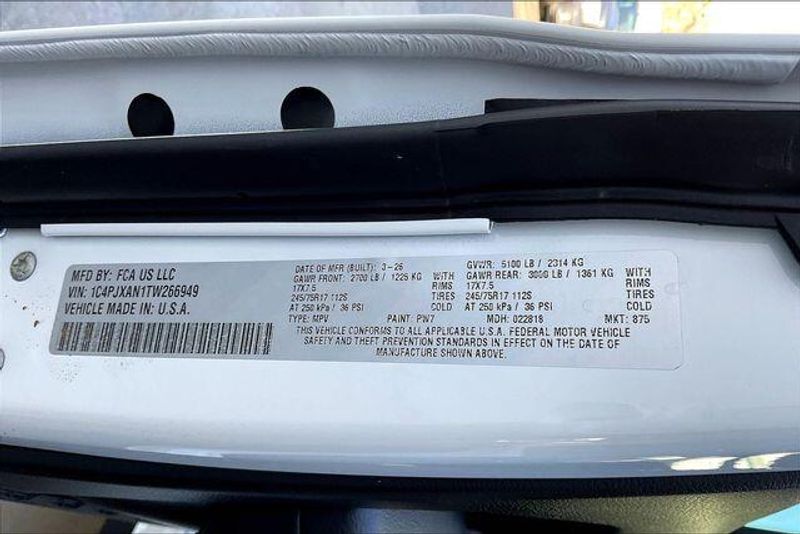 MFD BY: FCA US LLC
VIN: 1C4PJXAN1TW266949
VEHICLE MADE IN: U.S.A.
DATE OF MFR (BUILT): 3-26
GAWR FRONT: 2700 LB / 1225 KG WITH
17X7.5 RIMS
245/75R17 112S TIRES
AT 250 kPa / 36 PSI COLD
GVWR: 5100 LB / 2314 KG
GAWR REAR: 3000 LB / 1361 KG WITH
17X7.5 RIMS
245/75R17 112S TIRES
AT 250 kPa / 36 PSI COLD
TYPE: MPV PAINT: PW7 MDH: 022818 MKT: 875
THIS VEHICLE CONFORMS TO ALL APPLICABLE U.S.A. FEDERAL MOTOR VEHICLE
SAFETY AND THEFT PREVENTION STANDARDS IN EFFECT ON THE DATE OF
MANUFACTURE SHOWN ABOVE.